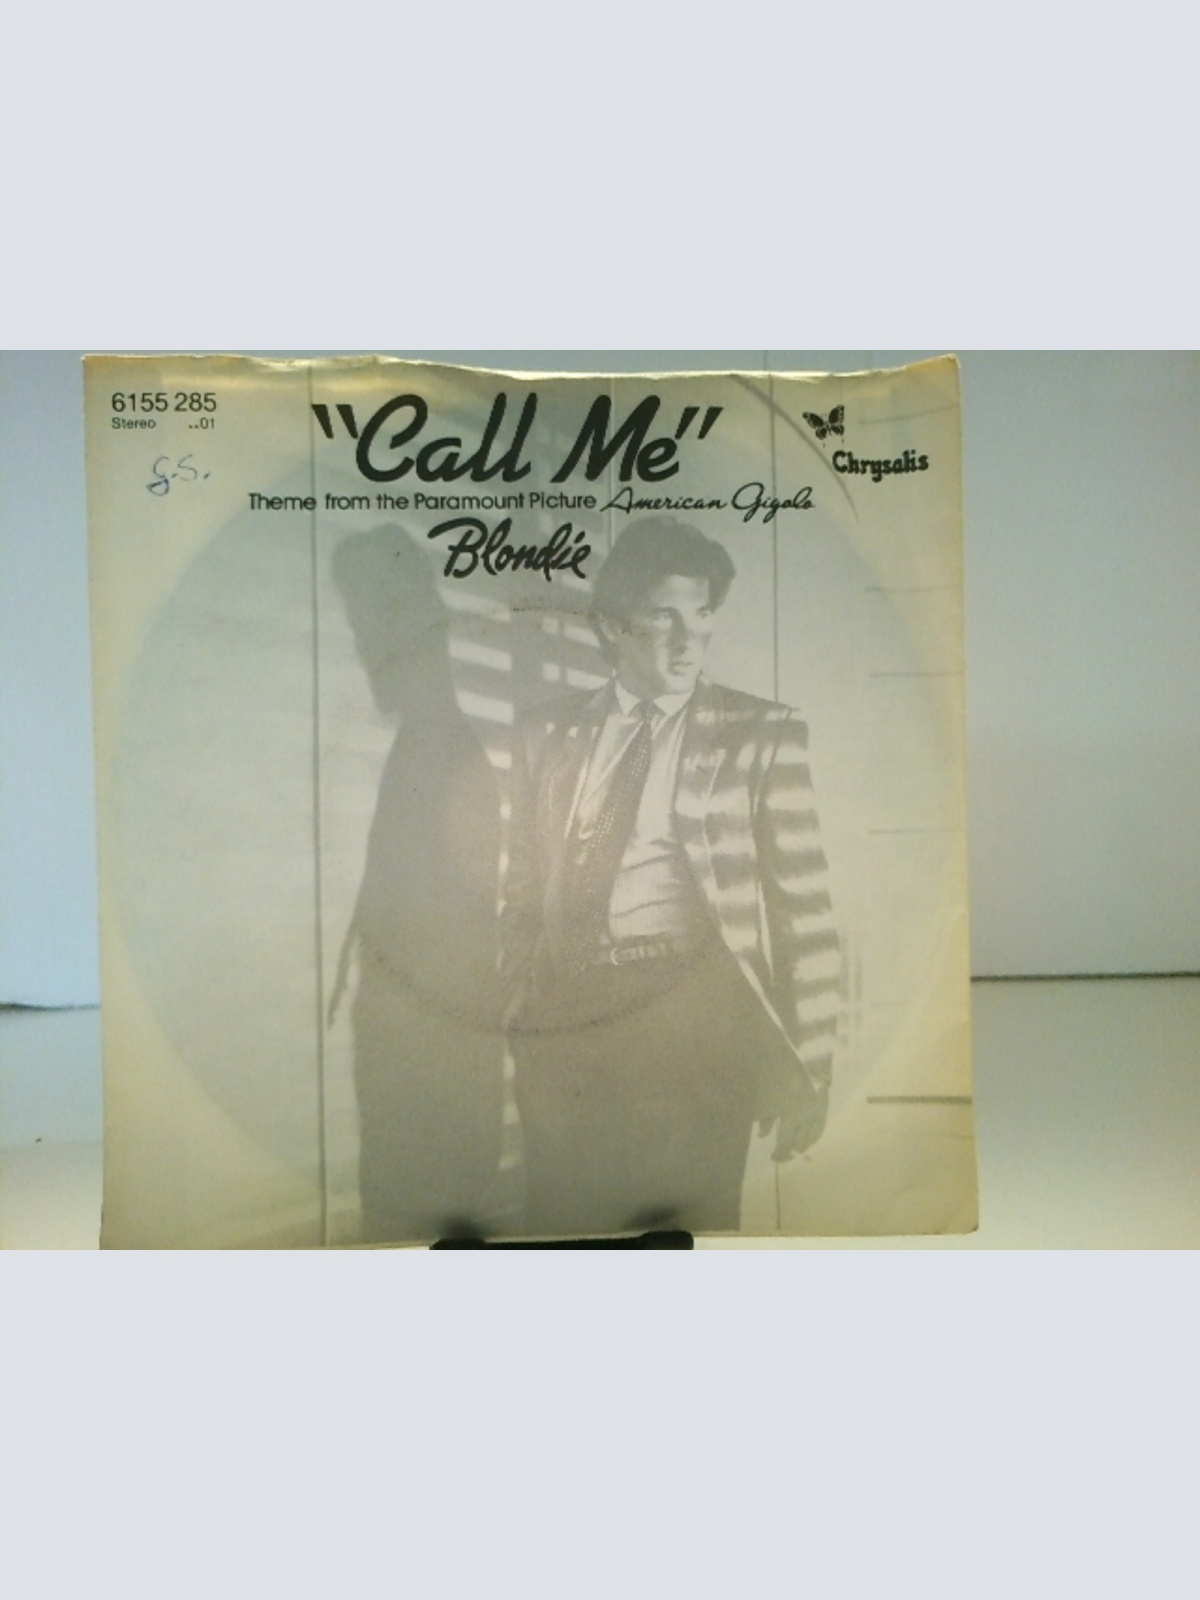 6155 285
Stereo ..01
G.S.
"Call Me"
Chrysalis
Theme from the Paramount Picture American Gigolo
Blondie